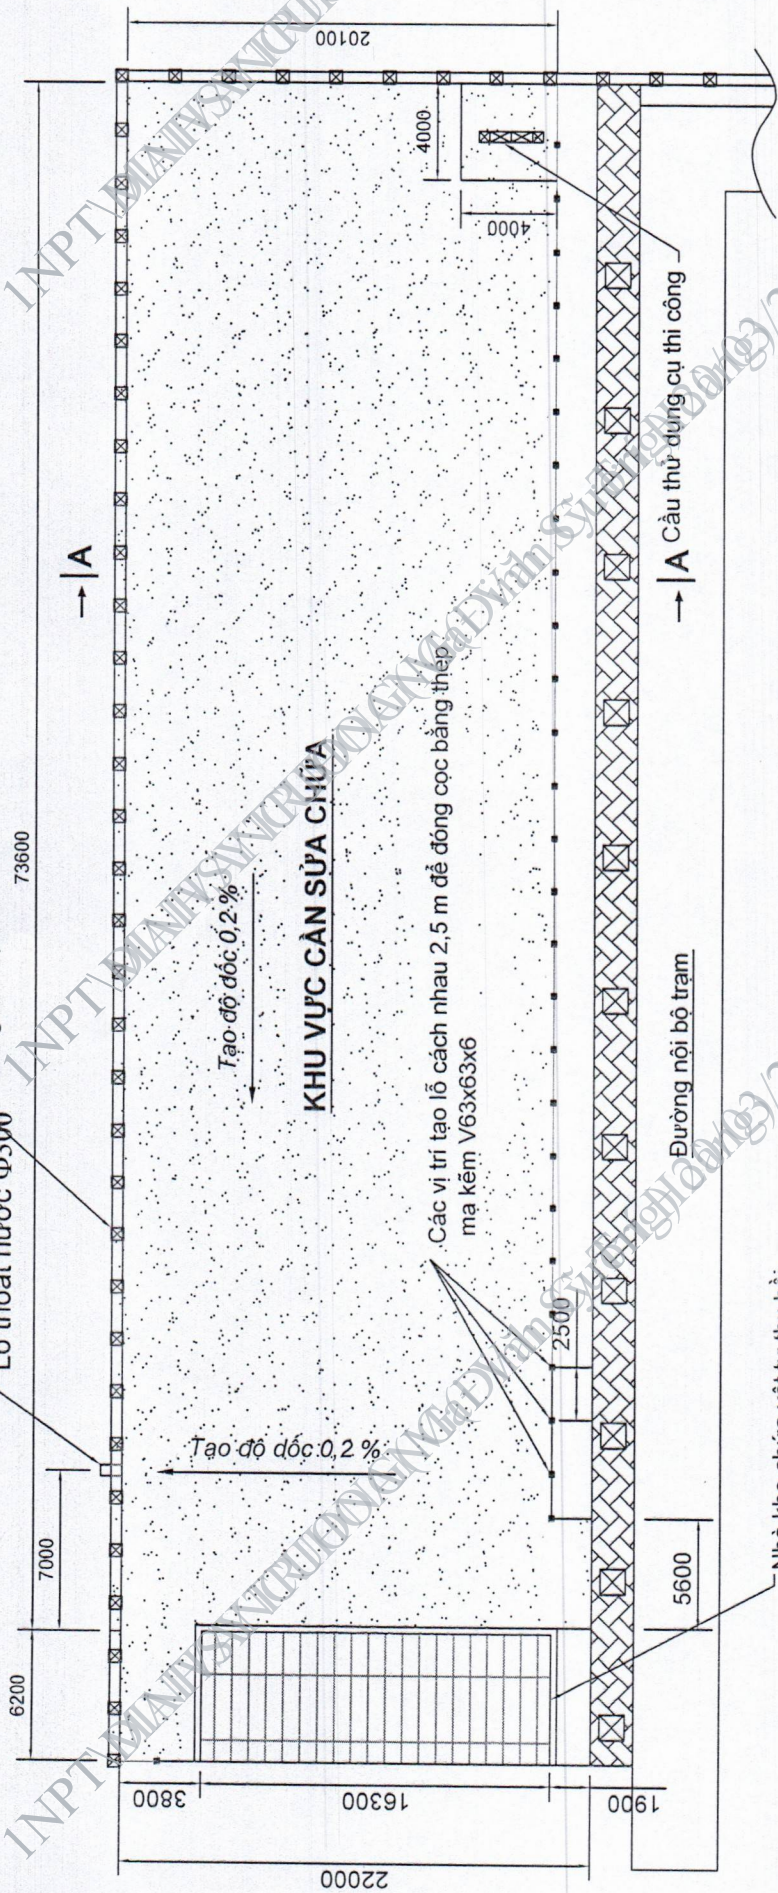 73600
20100
4000
4000
A
A
Cầu thử dụng cụ thi công
KHU VỰC CẦN SỬA CHỮA
Tạo độ dốc 0,2 %
Các vị trí tạo lỗ cách nhau 2,5 m để đóng cọc bằng thép
mạ kẽm V63x63x6
Đường nội bộ trạm
2500
Lỗ thoát nước Φ300
Tạo độ dốc 0,2 %
7000
5600
6200
3800
16300
1900
22000